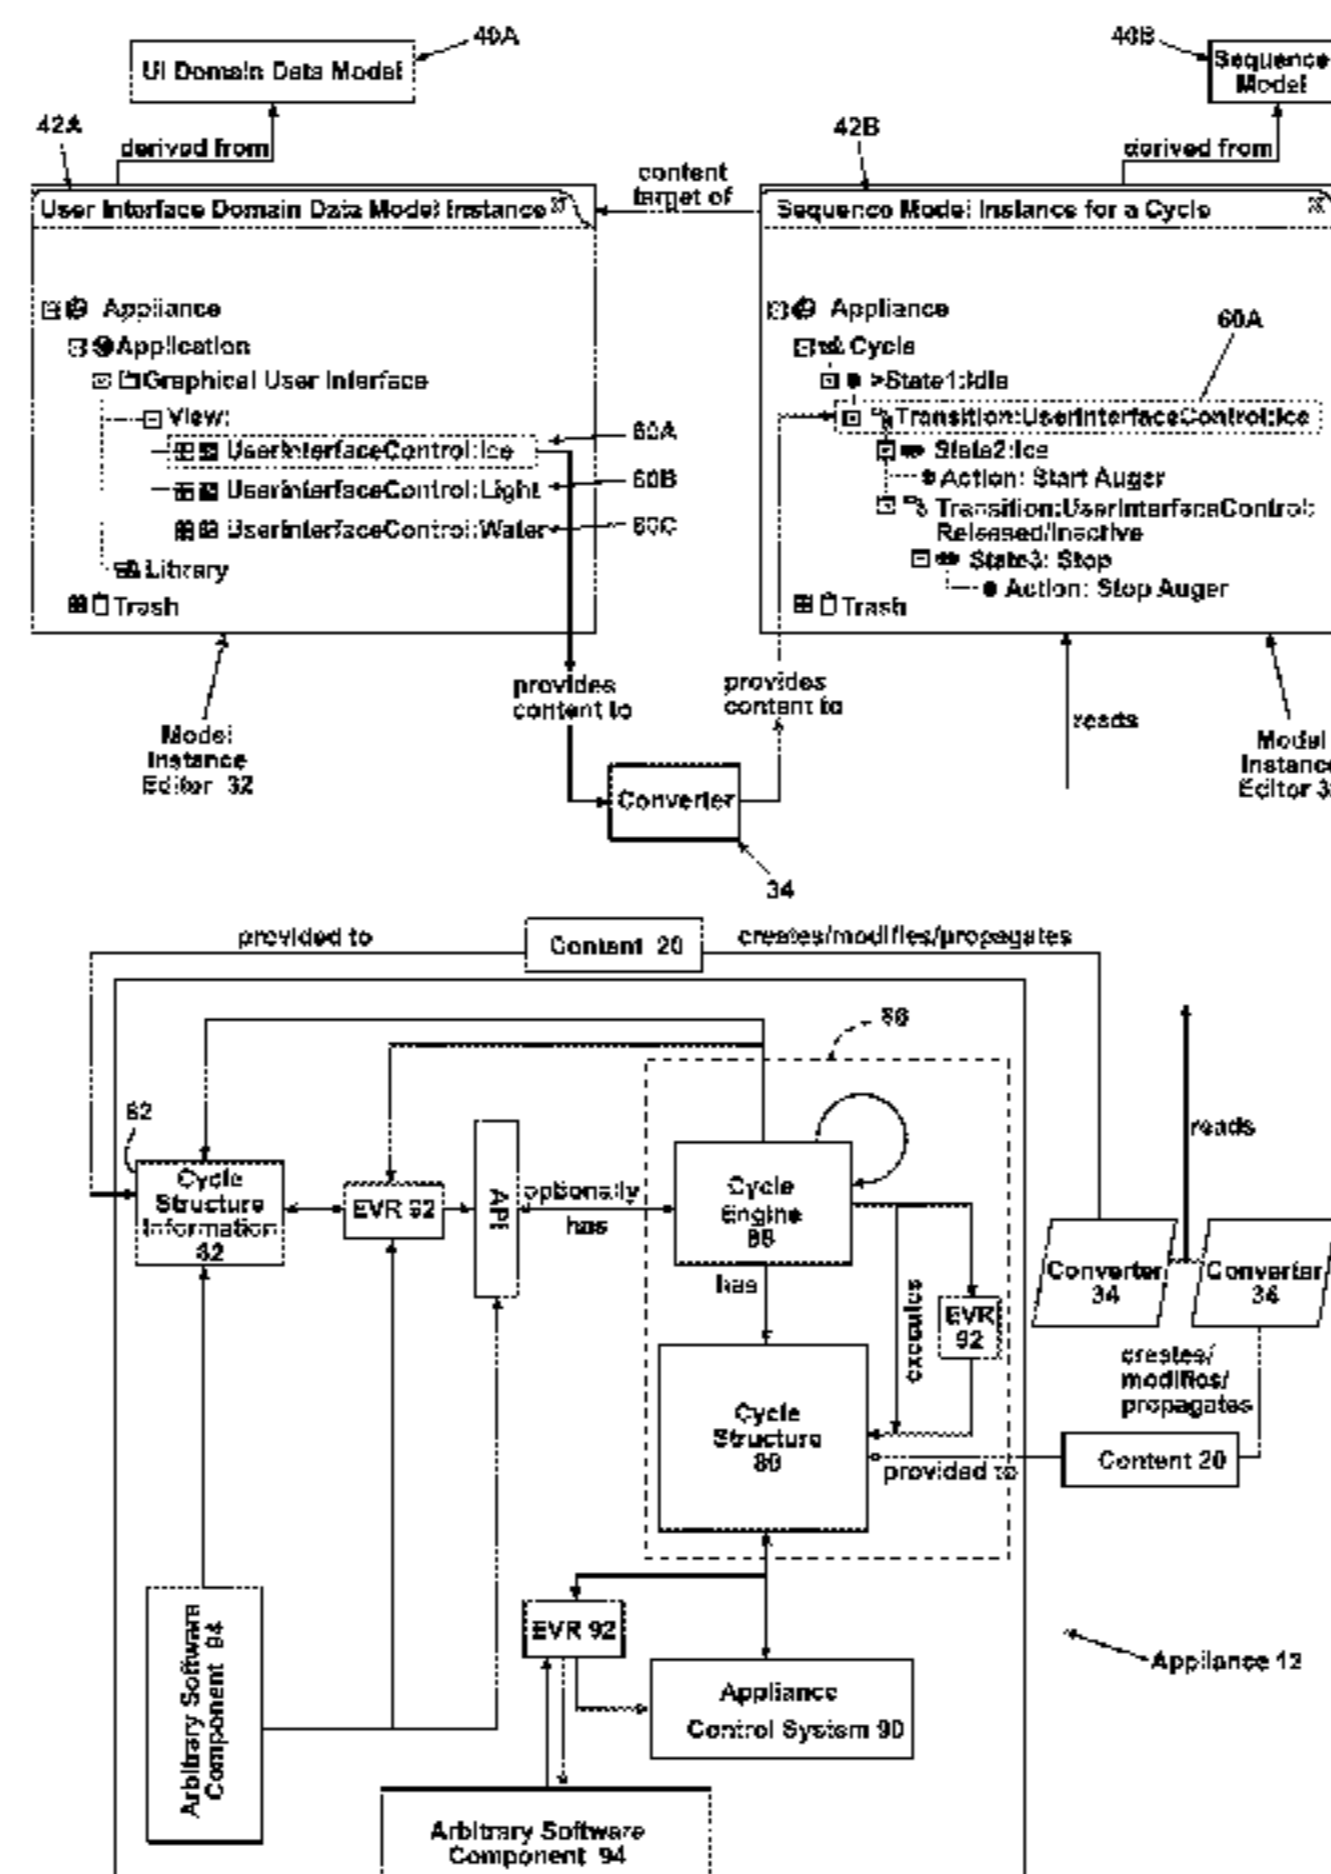 40A
UI Domain Data Model
40B
Sequence
Model
42A
derived from
42B
derived from
content
target of
User Interface Domain Data Model Instance
Sequence Model Instance for a Cycle
Appliance
Application
Graphical User Interface
View:
UserInterfaceControl:Ice
60A
UserInterfaceControl:Light
60B
UserInterfaceControl:Water
60C
Library
Trash
Appliance
60A
Cycle
>State1:Idle
Transition:UserInterfaceControl:Ice
State2:Ice
Action: Start Auger
Transition:UserInterfaceControl:
Released/Inactive
State3: Stop
Action: Stop Auger
Trash
provides
content to
provides
content to
reads
Model
Instance
Editor 32
Model
Instance
Editor 3
Converter
34
provided to
Content 20
creates/modifies/propagates
reads
Cycle
Structure
Information
EVR
API
optionally
has
Cycle
Engine
has
executes
EVR
92
Converter
34
Converter
34
creates/
modifies/
propagates
Cycle
Structure
80
provided to
Content 20
Arbitrary Software
Component 94
EVR 92
Appliance
Control System 90
Appliance 12
Arbitrary Software
Component 94